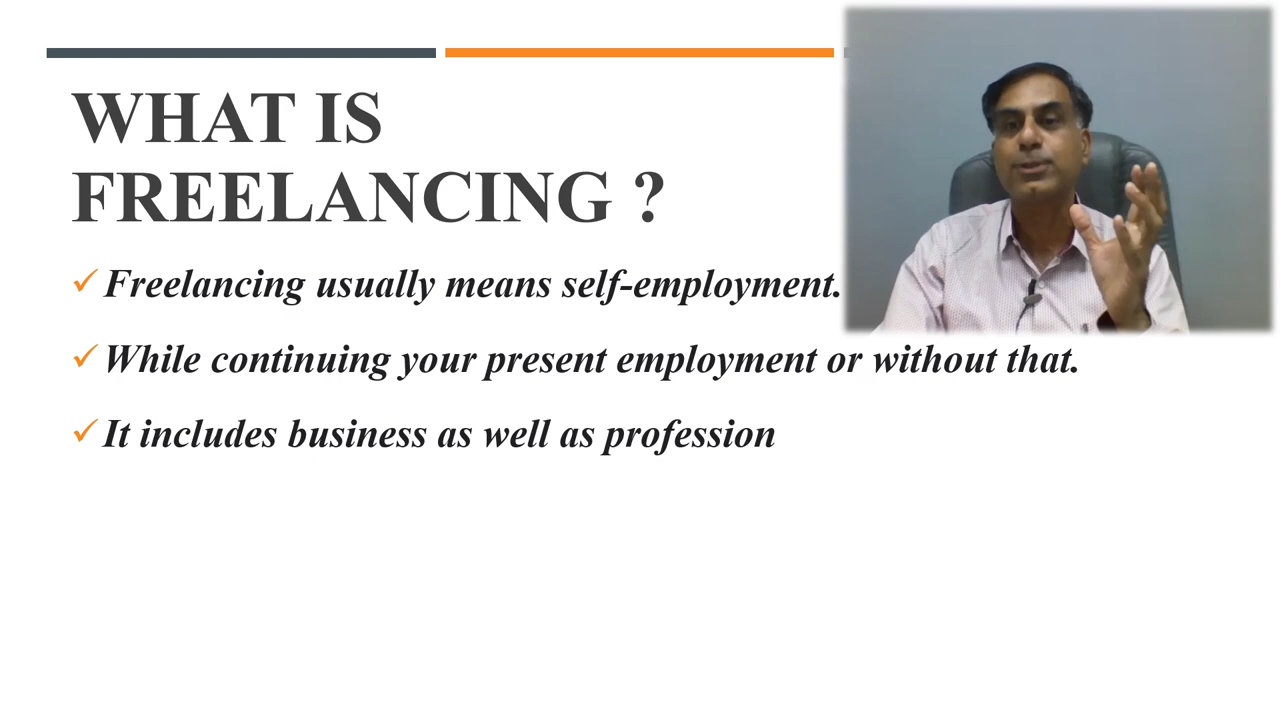 WHAT IS
FREELANCING ?
Freelancing usually means self-employment.
While continuing your present employment or without that.
It includes business as well as profession